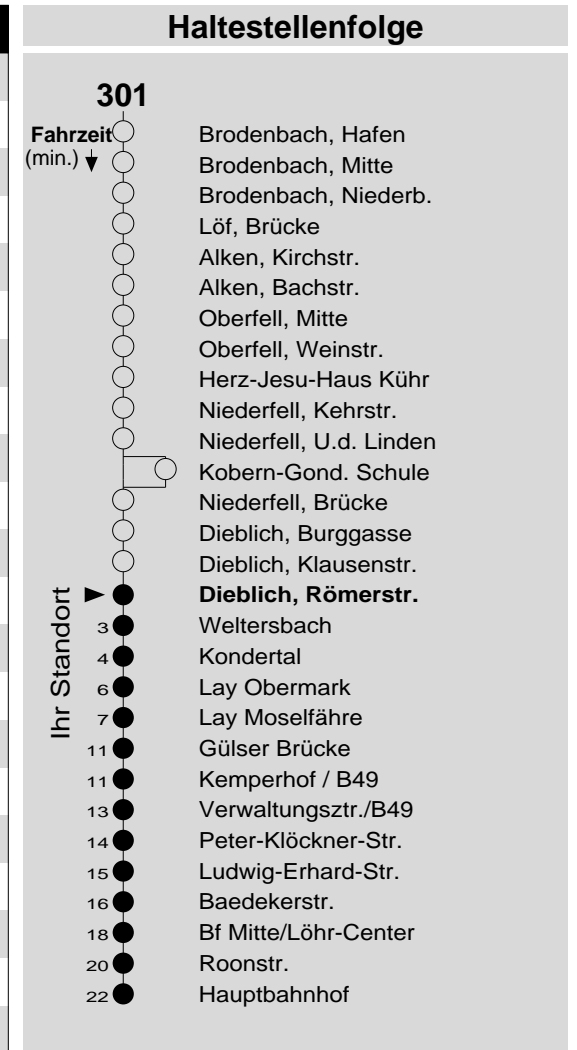 Haltestellenfolge
301
Fahrzeit
(min.)
Brodenbach, Hafen
Brodenbach, Mitte
Brodenbach, Niederb.
Löf, Brücke
Alken, Kirchstr.
Alken, Bachstr.
Oberfell, Mitte
Oberfell, Weinstr.
Herz-Jesu-Haus Kühr
Niederfell, Kehrstr.
Niederfell, U.d. Linden
Kobern-Gond. Schule
Niederfell, Brücke
Dieblich, Burggasse
Dieblich, Klausenstr.
Ihr Standort
Dieblich, Römerstr.
3 Weltersbach
4 Kondertal
6 Lay Obermark
7 Lay Moselfähre
11 Gülser Brücke
11 Kemperhof / B49
13 Verwaltungsztr./B49
14 Peter-Klöckner-Str.
15 Ludwig-Erhard-Str.
16 Baedekerstr.
18 Bf Mitte/Löhr-Center
20 Roonstr.
22 Hauptbahnhof